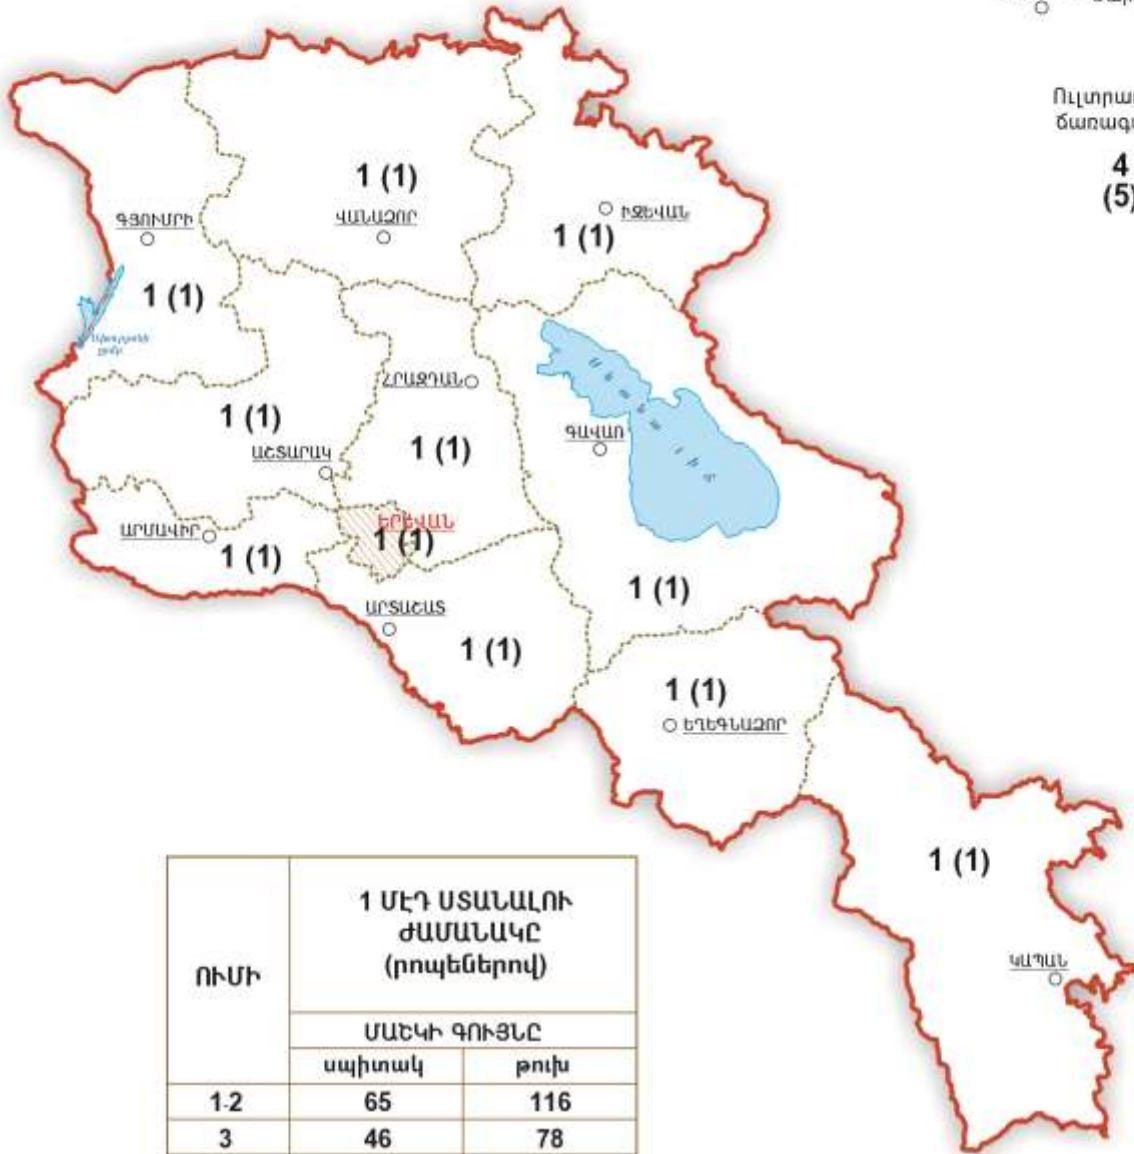 Ուլտրա
ճառագ
4
(5)
1 (1)
ՎԱՆԱՁՈՐ
ԳՅՈՒՄՐԻ
ԻՋԵՎԱՆ
1 (1)
1 (1)
ՀՐԱԶԴԱՆ
Սևանա լիճ
1 (1)
ԳԱՎԱՌ
1 (1)
ԱՇՏԱՐԱԿ
ԵՐԵՎԱՆ
ԱՐՄԱՎԻՐ
1 (1)
1 (1)
1 (1)
ԱՐՏԱՇԱՏ
1 (1)
1 (1)
ԵՂԵԳՆԱՁՈՐ
1 (1)
ԿԱՊԱՆ
ՈՒՄԻ
1 ՄԷԴ ՍՏԱՆԱԼՈՒ
ԺԱՄԱՆԱԿԸ
(րոպեներով)
ՄԱՇԿԻ ԳՈՒՅՆԸ
սպիտակ թուխ
1-2 65 116
3 46 78